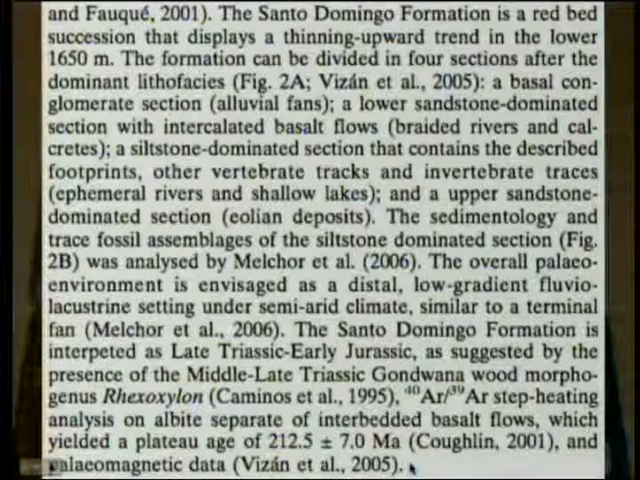 and Fauqué, 2001). The Santo Domingo Formation is a red bed
succession that displays a thinning-upward trend in the lower
1650 m. The formation can be divided in four sections after the
dominant lithofacies (Fig. 2A; Vizán et al., 2005): a basal con-
glomerate section (alluvial fans); a lower sandstone-dominated
section with intercalated basalt flows (braided rivers and cal-
cretes); a siltstone-dominated section that contains the described
footprints, other vertebrate tracks and invertebrate traces
(ephemeral rivers and shallow lakes); and a upper sandstone-
dominated section (eolian deposits). The sedimentology and
trace fossil assemblages of the siltstone dominated section (Fig.
2B) was analysed by Melchor et al. (2006). The overall palaeo-
environment is envisaged as a distal, low-gradient fluvio-
lacustrine setting under semi-arid climate, similar to a terminal
fan (Melchor et al., 2006). The Santo Domingo Formation is
interpeted as Late Triassic-Early Jurassic, as suggested by the
presence of the Middle-Late Triassic Gondwana wood morpho-
genus Rhexoxylon (Caminos et al., 1995), ⁴⁰Ar/³⁹Ar step-heating
analysis on albite separate of interbedded basalt flows, which
yielded a plateau age of 212.5 ± 7.0 Ma (Coughlin, 2001), and
palaeomagnetic data (Vizán et al., 2005).